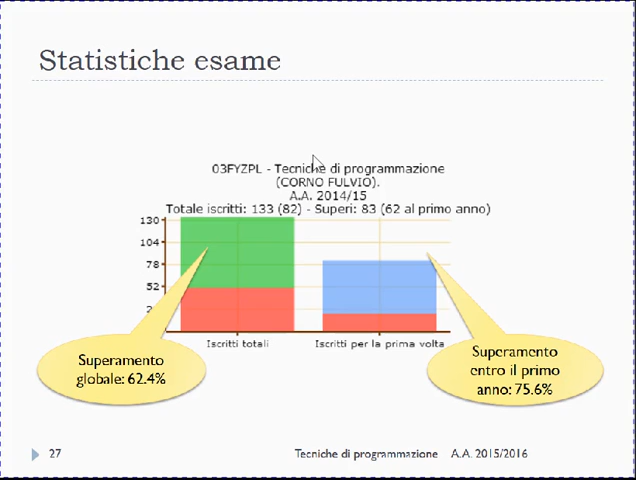 Statistiche esame
03FYZPL - Tecniche di programmazione
(CORNO FULVIO).
A.A. 2014/15
Totale iscritti: 133 (82) - Superi: 83 (62 al primo anno)
130
104
78
52
Iscritti totali
Iscritti per la prima volta
Superamento
globale: 62.4%
Superamento
entro il primo
anno: 75.6%
27
Tecniche di programmazione A.A. 2015/2016